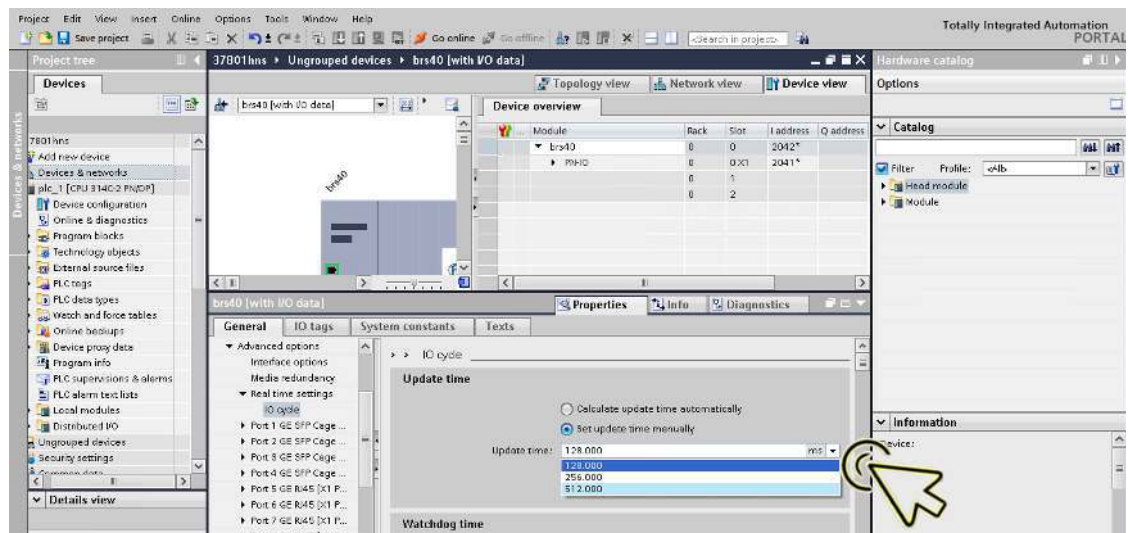 Project Edit View Insert Online Options Tools Window Help
Totally Integrated Automation
PORTAL
Save project
Go online
Go offline
<Search in project>
Project tree
37801hns ▸ Ungrouped devices ▸ brs40 [with I/O data]
Hardware catalog
Devices
Topology view
Network view
Device view
Options
brs40 [with I/O data]
Device overview
Devices & networks
7801hns
Add new device
Devices & networks
plc_1 [CPU 314C-2 PN/DP]
Device configuration
Online & diagnostics
Program blocks
Technology objects
External source files
PLC tags
PLC data types
Watch and force tables
Online backups
Device proxy data
Program info
PLC supervisions & alarms
PLC alarm text lists
Local modules
Distributed I/O
Ungrouped devices
Security settings
Common data
Details view
brs40
Module Rack Slot I address Q address
brs40 0 0 2042*
PN-IO 0 0 X1 2041*
0 1
0 2
Catalog
Filter Profile: <All>
Head module
Module
brs40 [with I/O data]
Properties
Info
Diagnostics
General
IO tags
System constants
Texts
Advanced options
Interface options
Media redundancy
Real time settings
IO cycle
Port 1 GE SFP Cage ...
Port 2 GE SFP Cage ...
Port 3 GE SFP Cage ...
Port 4 GE SFP Cage ...
Port 5 GE RJ45 [X1 P...
Port 6 GE RJ45 [X1 P...
Port 7 GE RJ45 [X1 P...
> > IO cycle
Update time
Calculate update time automatically
Set update time manually
Update time: 128.000 ms
128.000
256.000
512.000
Watchdog time
Information
Device: